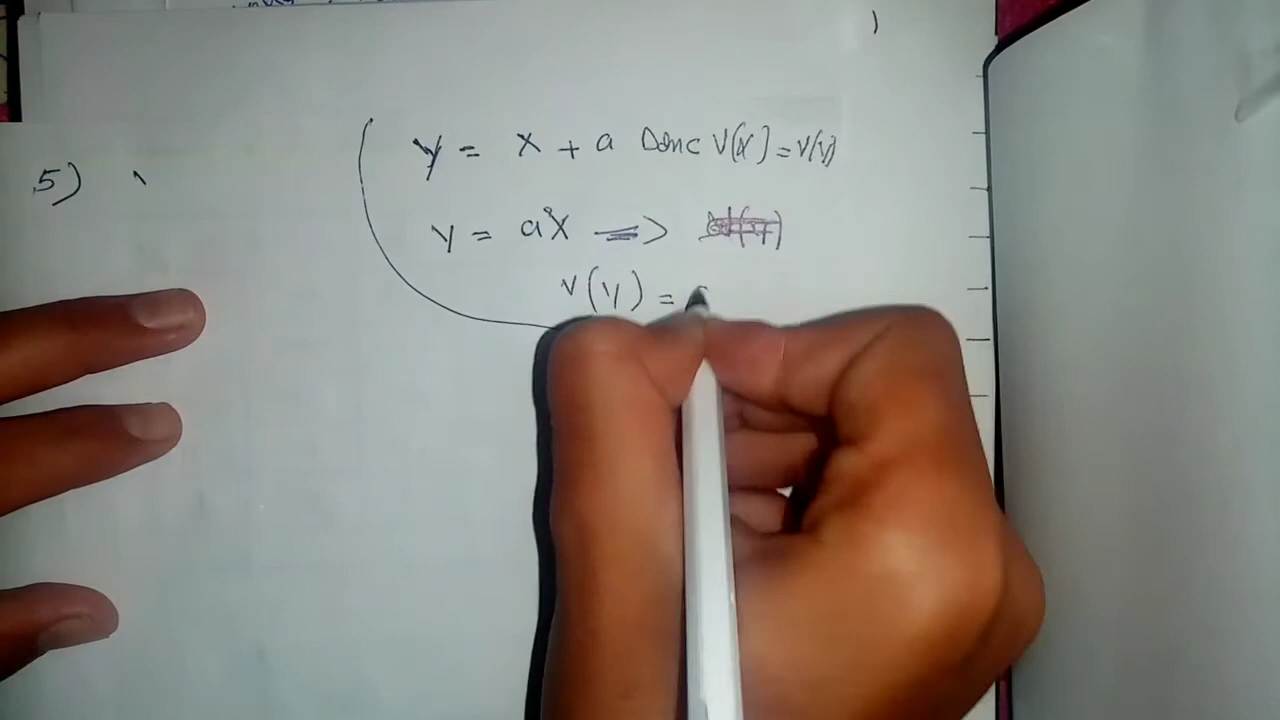 y = x + a Donc V(X) = V(y)
5)
y = aX =>
V(y) =